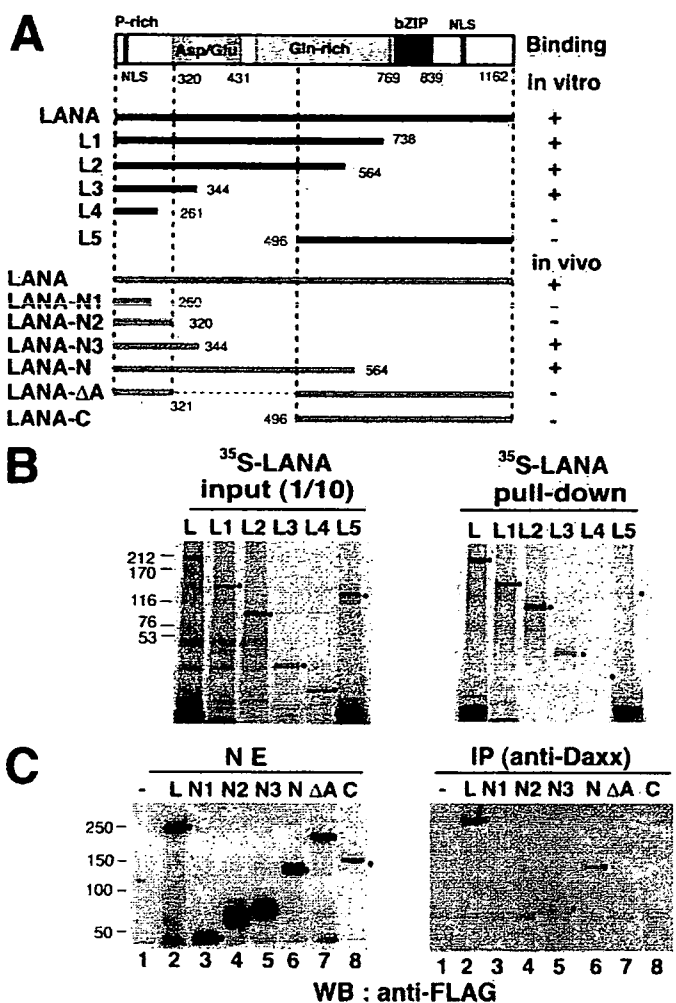 A
P-rich bZIP NLS
Asp/Glu Gln-rich Binding
NLS 320 431 769 839 1162 in vitro
LANA +
L1 738 +
L2 564 +
L3 344 +
L4 261 -
L5 496 -
in vivo
LANA +
LANA-N1 260 -
LANA-N2 320 -
LANA-N3 344 +
LANA-N 564 +
LANA-ΔA 321 -
LANA-C 496 -
B
35S-LANA input (1/10)
L L1 L2 L3 L4 L5
212
170
116
76
53
35S-LANA pull-down
L L1 L2 L3 L4 L5
C
N E
- L N1 N2 N3 N ΔA C
250
150
100
50
1 2 3 4 5 6 7 8
IP (anti-Daxx)
- L N1 N2 N3 N ΔA C
1 2 3 4 5 6 7 8
WB : anti-FLAG